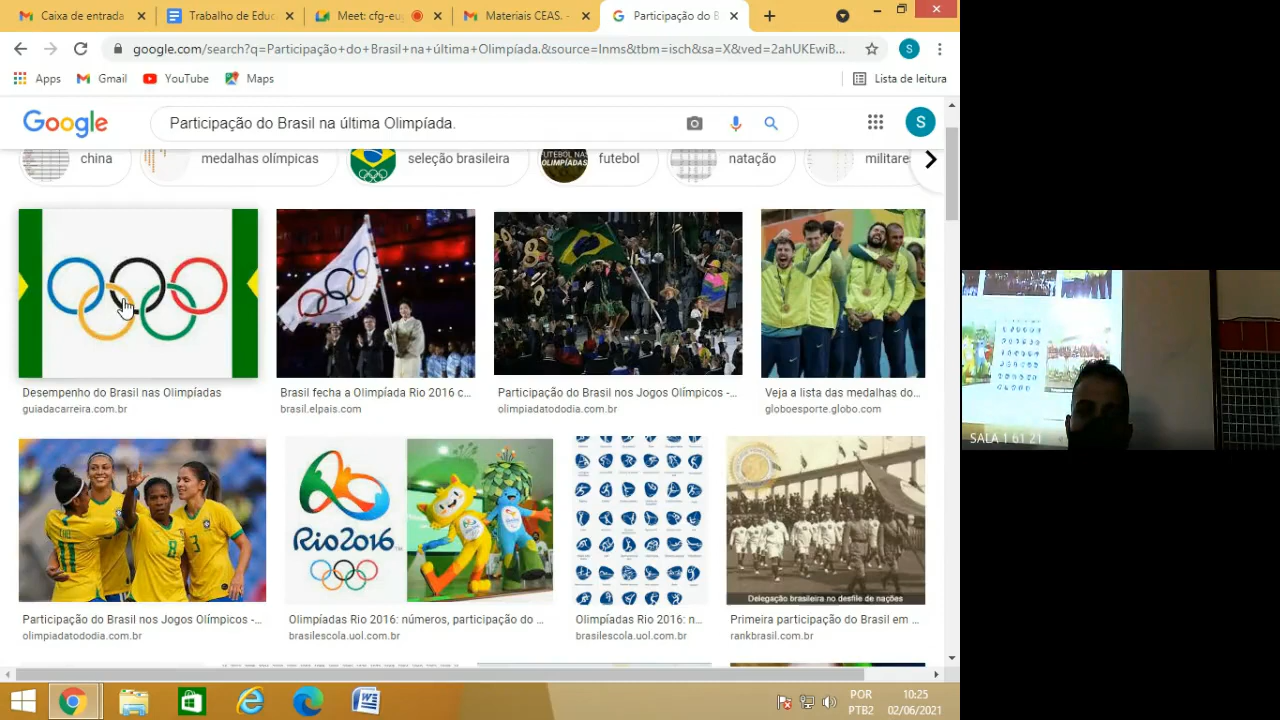 Caixa de entrada
Trabalho de Educ
Meet: cfg-eu
Materiais CEAS. -
Participação do B
google.com/search?q=Participação+do+Brasil+na+última+Olimpíada.&source=lnms&tbm=isch&sa=X&ved=2ahUKEwiB...
S
Apps
Gmail
YouTube
Maps
Lista de leitura
Google
Participação do Brasil na última Olimpíada.
S
china
medalhas olímpicas
seleção brasileira
FUTEBOL NAS
OLIMPÍADAS
futebol
natação
militare
Desempenho do Brasil nas Olimpíadas
guiadacarreira.com.br
Brasil fecha a Olimpíada Rio 2016 c...
brasil.elpais.com
Participação do Brasil nos Jogos Olímpicos -...
olimpiadatododia.com.br
Veja a lista das medalhas do...
globoesporte.globo.com
11
8
3
Rio2016
Delegação brasileira no desfile de nações
Participação do Brasil nos Jogos Olímpicos -...
olimpiadatododia.com.br
Olimpíadas Rio 2016: números, participação do ...
brasilescola.uol.com.br
Olimpíadas Rio 2016: n...
brasilescola.uol.com.br
Primeira participação do Brasil em ...
rankbrasil.com.br
SALA 1 61 21
POR
PTB2
10:25
02/06/2021